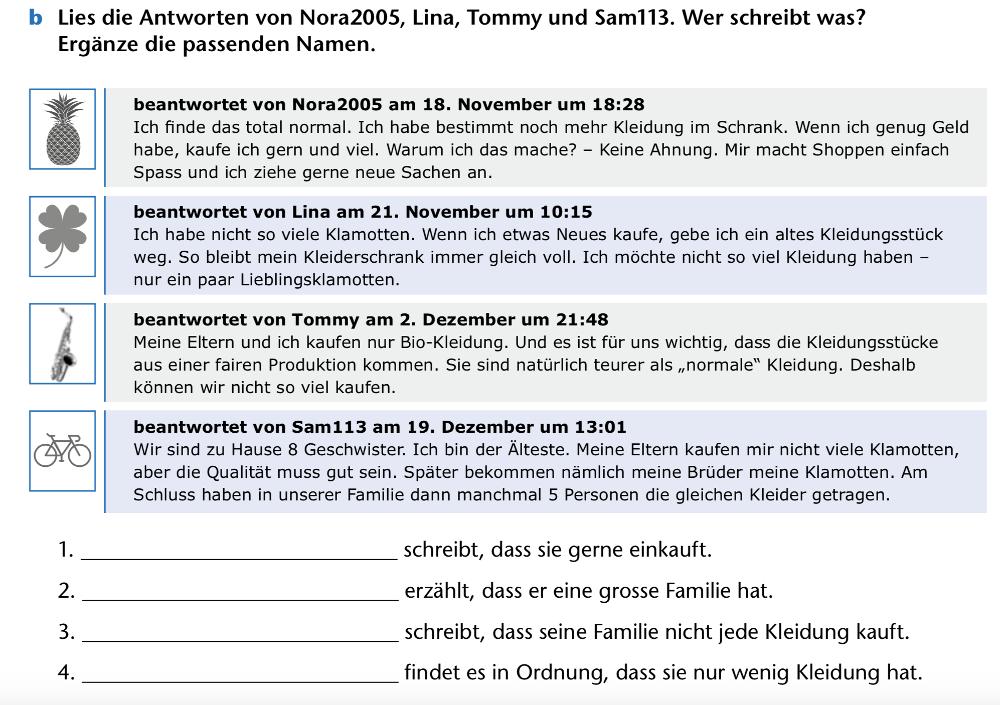 b Lies die Antworten von Nora2005, Lina, Tommy und Sam113. Wer schreibt was?
Ergänze die passenden Namen.
beantwortet von Nora2005 am 18. November um 18:28
Ich finde das total normal. Ich habe bestimmt noch mehr Kleidung im Schrank. Wenn ich genug Geld
habe, kaufe ich gern und viel. Warum ich das mache? – Keine Ahnung. Mir macht Shoppen einfach
Spass und ich ziehe gerne neue Sachen an.
beantwortet von Lina am 21. November um 10:15
Ich habe nicht so viele Klamotten. Wenn ich etwas Neues kaufe, gebe ich ein altes Kleidungsstück
weg. So bleibt mein Kleiderschrank immer gleich voll. Ich möchte nicht so viel Kleidung haben –
nur ein paar Lieblingsklamotten.
beantwortet von Tommy am 2. Dezember um 21:48
Meine Eltern und ich kaufen nur Bio-Kleidung. Und es ist für uns wichtig, dass die Kleidungsstücke
aus einer fairen Produktion kommen. Sie sind natürlich teurer als „normale“ Kleidung. Deshalb
können wir nicht so viel kaufen.
beantwortet von Sam113 am 19. Dezember um 13:01
Wir sind zu Hause 8 Geschwister. Ich bin der Älteste. Meine Eltern kaufen mir nicht viele Klamotten,
aber die Qualität muss gut sein. Später bekommen nämlich meine Brüder meine Klamotten. Am
Schluss haben in unserer Familie dann manchmal 5 Personen die gleichen Kleider getragen.
1. ______________________ schreibt, dass sie gerne einkauft.
2. ______________________ erzählt, dass er eine grosse Familie hat.
3. ______________________ schreibt, dass seine Familie nicht jede Kleidung kauft.
4. ______________________ findet es in Ordnung, dass sie nur wenig Kleidung hat.